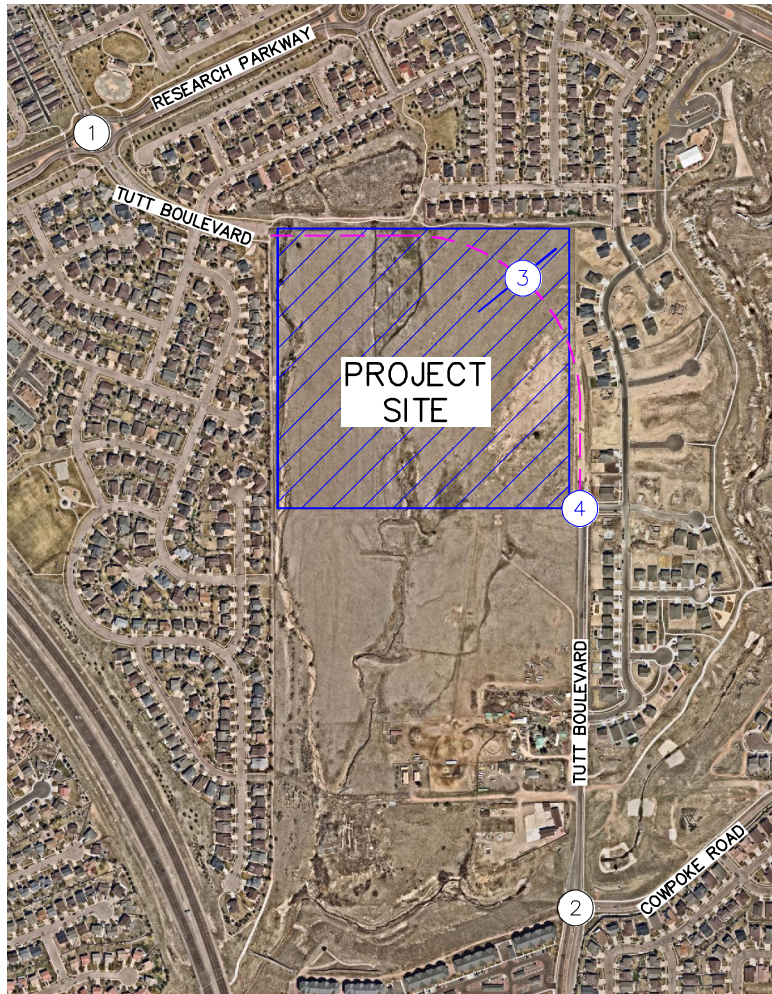 RESEARCH PARKWAY
1
TUTT BOULEVARD
3
PROJECT
SITE
4
TUTT BOULEVARD
COWPOKE ROAD
2